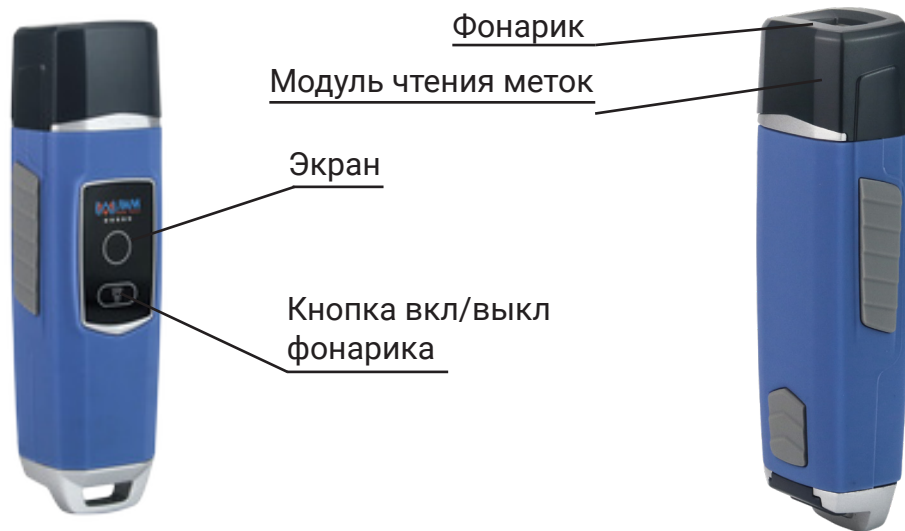 Фонарик
Модуль чтения меток
Экран
Кнопка вкл/выкл
фонарика